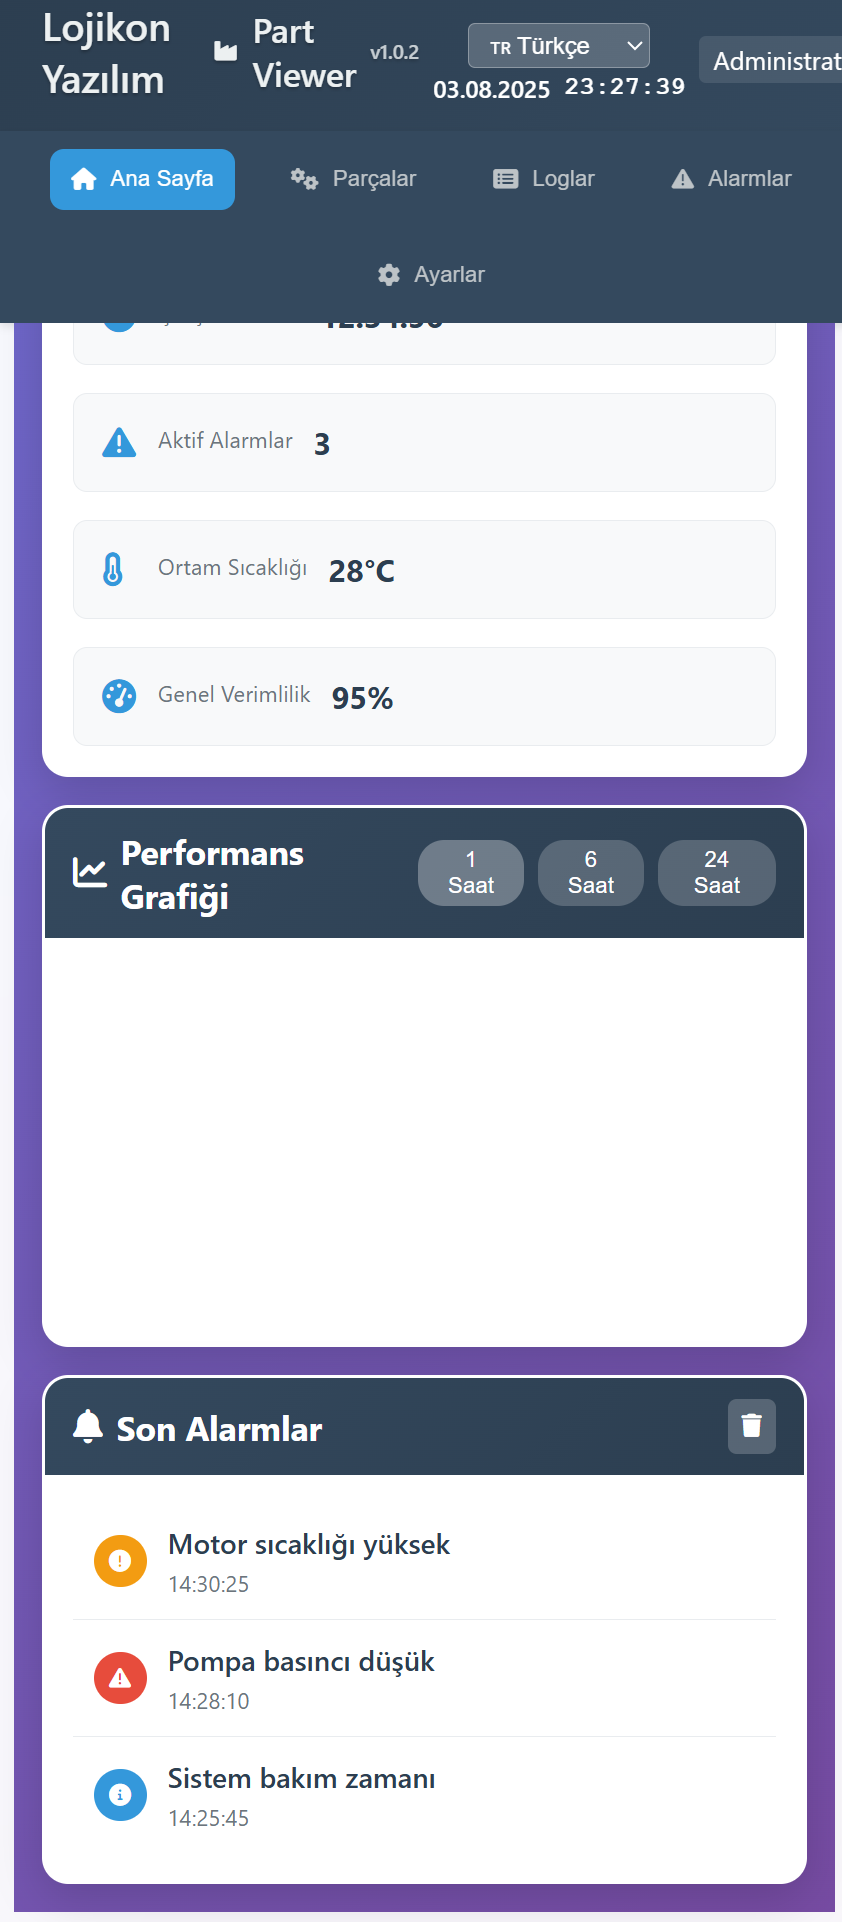 Lojikon
Yazılım
Part
Viewer
v1.0.2
TR Türkçe
03.08.2025 23:27:39
Administrat
Ana Sayfa
Parçalar
Loglar
Alarmlar
Ayarlar
Aktif Alarmlar 3
Ortam Sıcaklığı 28°C
Genel Verimlilik 95%
Performans
Grafiği
1
Saat
6
Saat
24
Saat
Son Alarmlar
Motor sıcaklığı yüksek
14:30:25
Pompa basıncı düşük
14:28:10
Sistem bakım zamanı
14:25:45